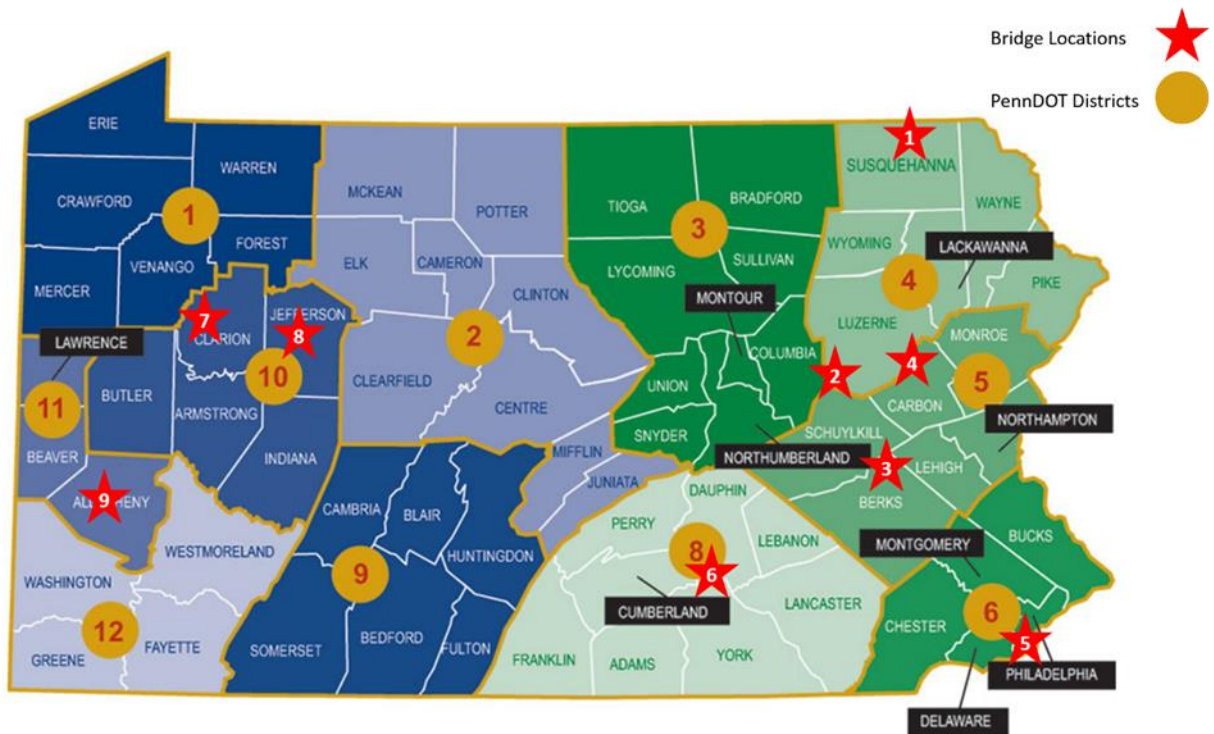 Bridge Locations
PennDOT Districts
ERIE
WARREN
CRAWFORD
1
FOREST
VENANGO
MERCER
MCKEAN
POTTER
ELK
CAMERON
CLINTON
2
CLEARFIELD
CENTRE
MIFFLIN
JUNIATA
TIOGA
BRADFORD
3
LYCOMING
SULLIVAN
MONTOUR
COLUMBIA
UNION
SNYDER
NORTHUMBERLAND
1
SUSQUEHANNA
WAYNE
WYOMING
LACKAWANNA
4
PIKE
LUZERNE
2
4
MONROE
5
CARBON
NORTHAMPTON
SCHUYLKILL
3
LEHIGH
BERKS
7
CLARION
JEFFERSON
8
10
BUTLER
ARMSTRONG
INDIANA
LAWRENCE
11
BEAVER
ALLEGHENY
9
WESTMORELAND
WASHINGTON
12
GREENE
FAYETTE
CAMBRIA
BLAIR
HUNTINGDON
9
SOMERSET
BEDFORD
FULTON
DAUPHIN
PERRY
8
6
LEBANON
CUMBERLAND
LANCASTER
FRANKLIN
ADAMS
YORK
MONTGOMERY
BUCKS
CHESTER
6
5
PHILADELPHIA
DELAWARE